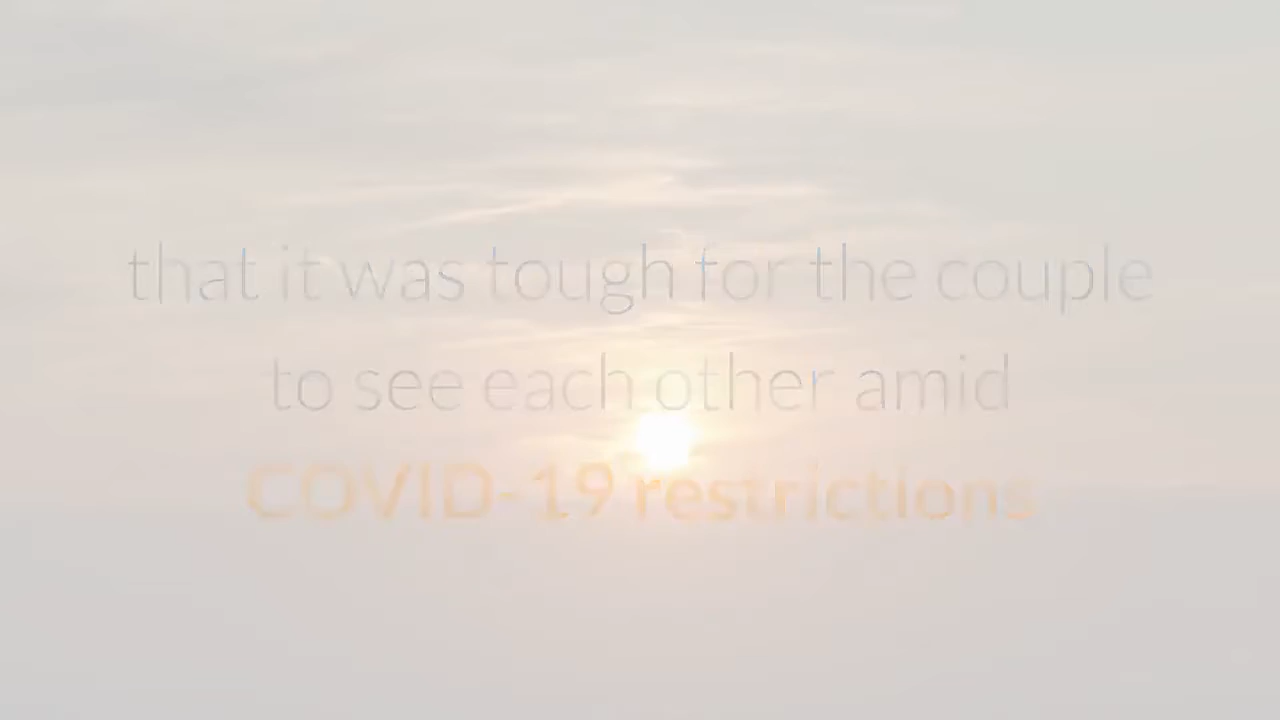 that it was tough for the couple
to see each other amid
COVID-19 restrictions